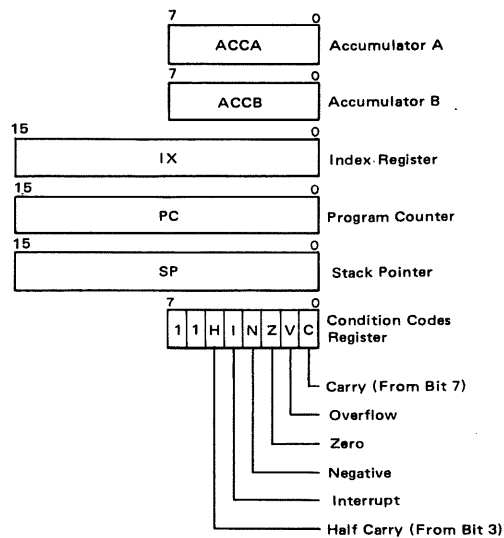 7 0
ACCA Accumulator A
7 0
ACCB Accumulator B
15 0
IX Index Register
15 0
PC Program Counter
15 0
SP Stack Pointer
7 0
1 1 H I N Z V C Condition Codes
Register
Carry (From Bit 7)
Overflow
Zero
Negative
Interrupt
Half Carry (From Bit 3)